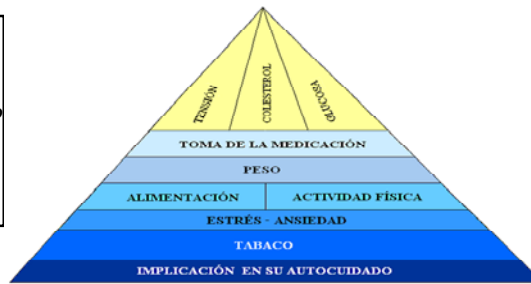 TENSIÓN
COLESTEROL
GLUCOSA
TOMA DE LA MEDICACIÓN
PESO
ALIMENTACIÓN
ACTIVIDAD FÍSICA
ESTRÉS - ANSIEDAD
TABACO
IMPLICACIÓN EN SU AUTOCUIDADO